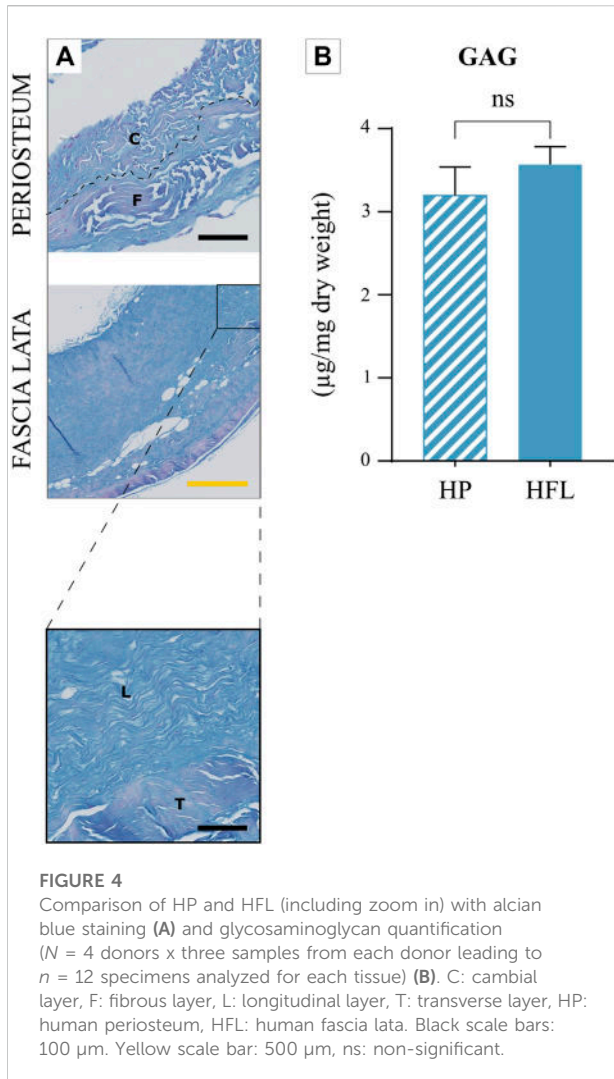 A
PERIOSTEUM
C
F
FASCIA LATA
L
T
B
GAG
ns
(µg/mg dry weight)
4
3
2
1
0
HP
HFL
FIGURE 4
Comparison of HP and HFL (including zoom in) with alcian
blue staining (A) and glycosaminoglycan quantification
(N = 4 donors x three samples from each donor leading to
n = 12 specimens analyzed for each tissue) (B). C: cambial
layer, F: fibrous layer, L: longitudinal layer, T: transverse layer, HP:
human periosteum, HFL: human fascia lata. Black scale bars:
100 µm. Yellow scale bar: 500 µm, ns: non-significant.